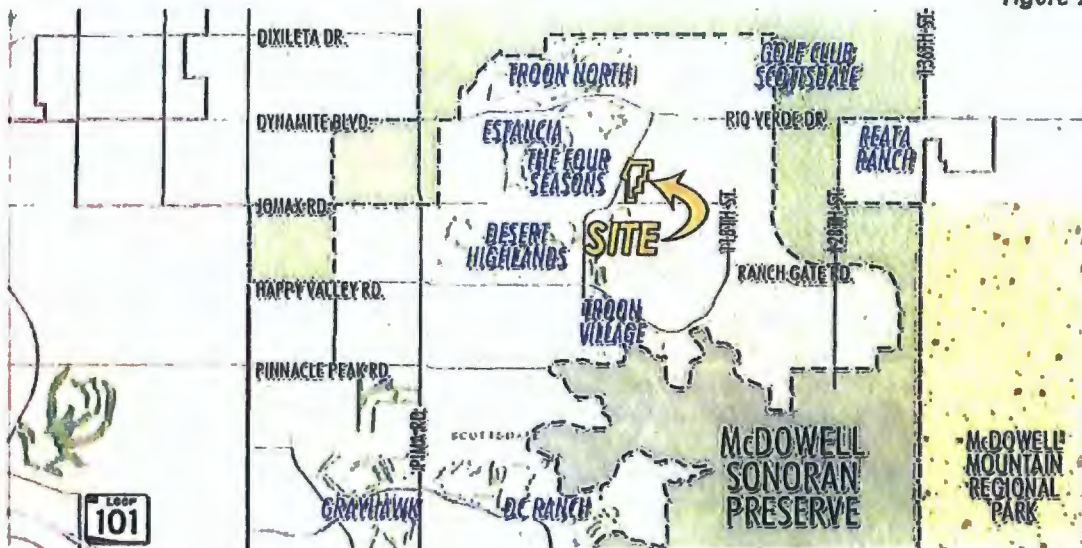 Figure
DIXILETA DR.
TROON NORTH
GOLF CLUB
SCOTTSDALE
136TH ST.
DYNAMITE BLVD.
RIO VERDE DR.
ESTANCIA
THE FOUR
SEASONS
REATA
RANCH
JOMAX RD.
DESERT
HIGHLANDS
SITE
118TH ST.
128TH ST.
HAPPY VALLEY RD.
RANCH GATE RD.
TROON
VILLAGE
PINNACLE PEAK RD.
PIMA RD.
McDOWELL
SONORAN
PRESERVE
McDOWELL
MOUNTAIN
REGIONAL
PARK
GRAYHAWK
DC RANCH
LOOP
101